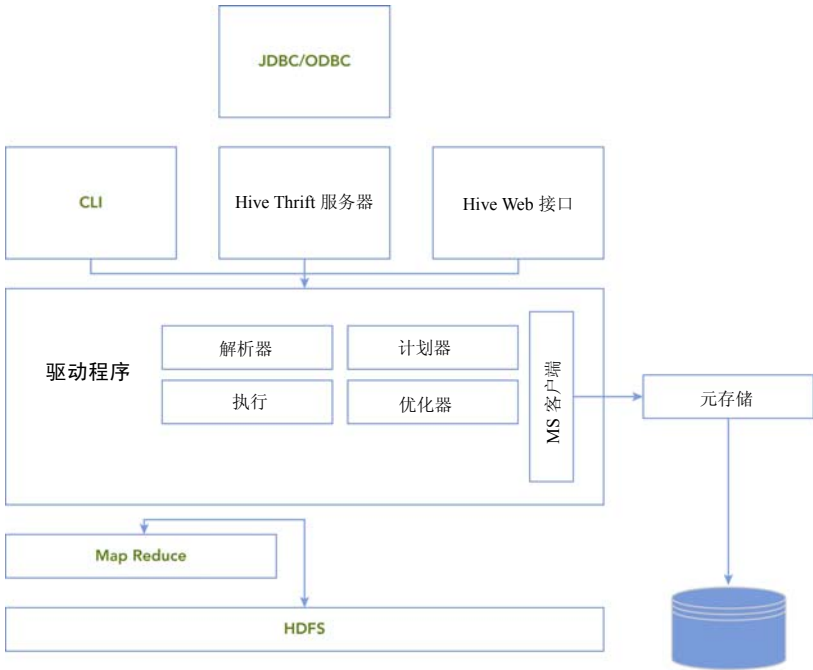 JDBC/ODBC
CLI
Hive Thrift 服务器
Hive Web 接口
驱动程序
解析器
计划器
执行
优化器
MS 客户端
元存储
Map Reduce
HDFS